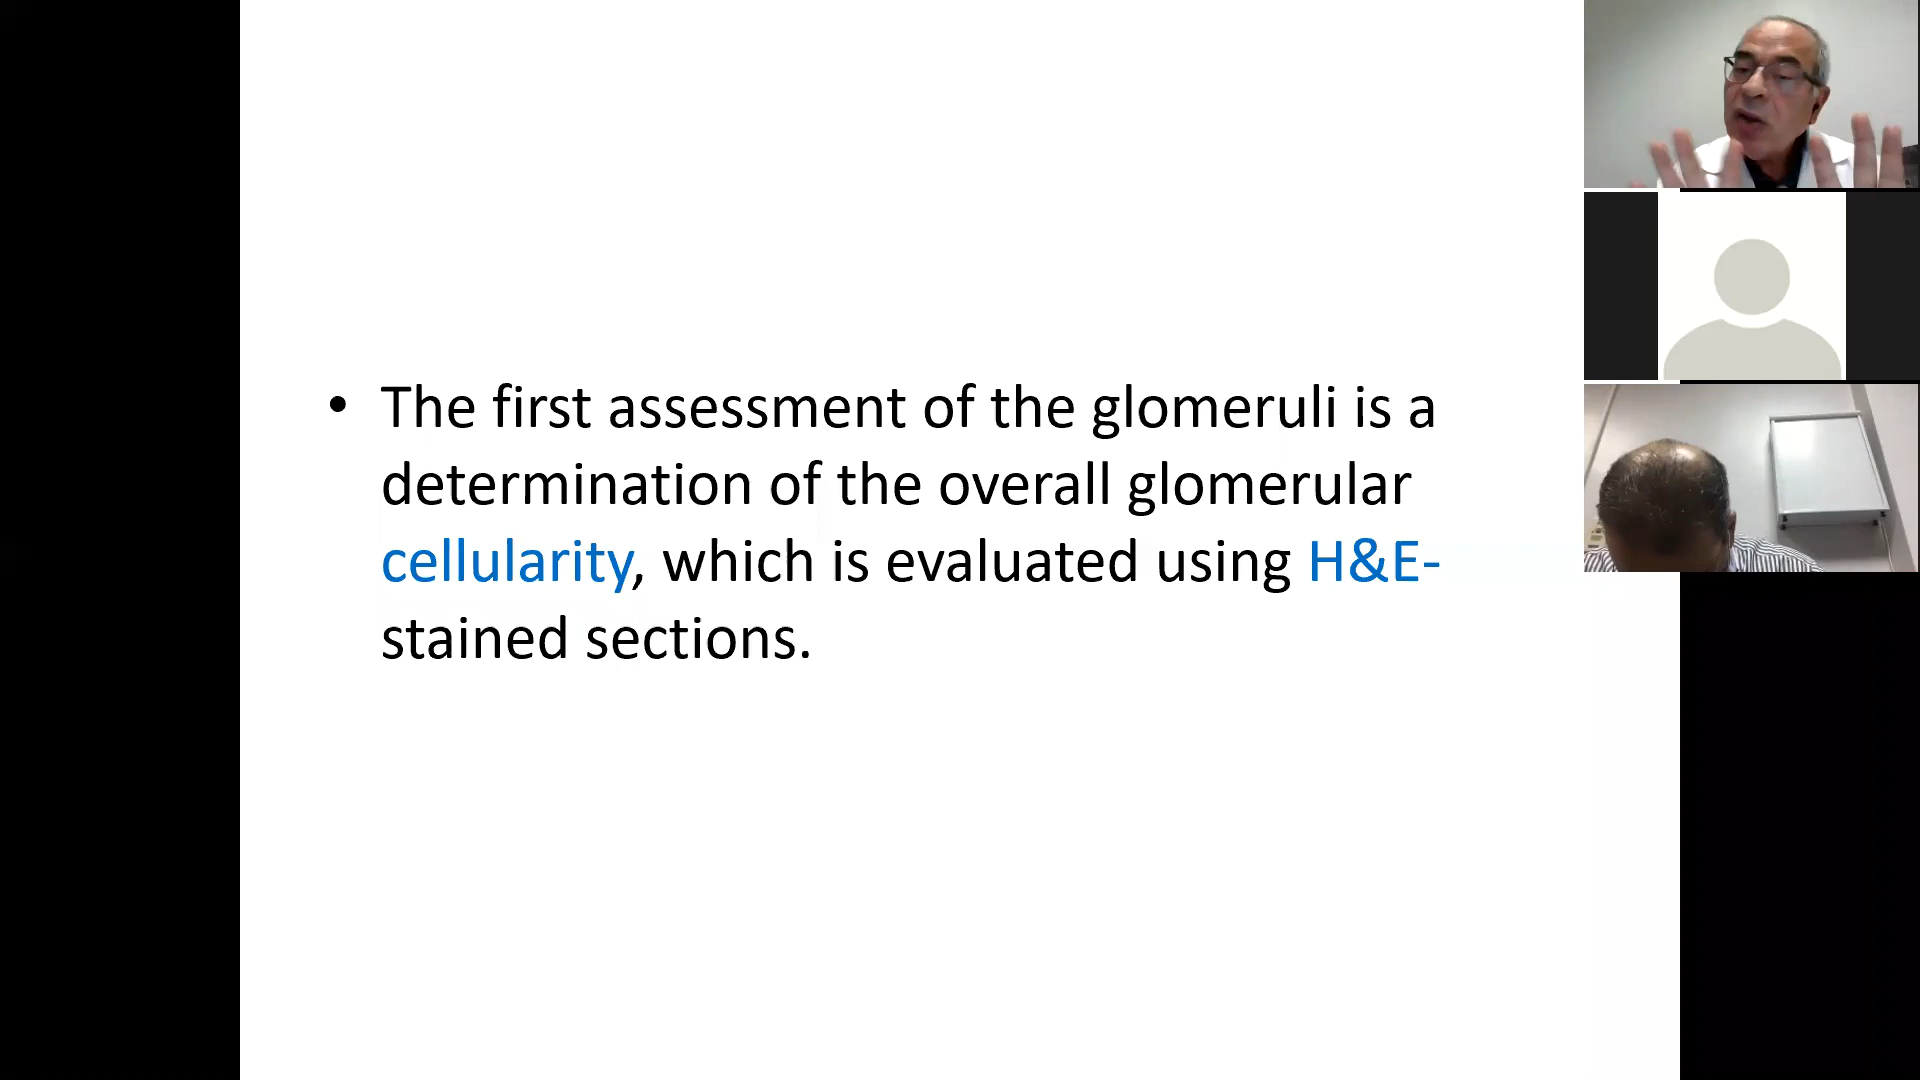 • The first assessment of the glomeruli is a
determination of the overall glomerular
cellularity, which is evaluated using H&E-
stained sections.